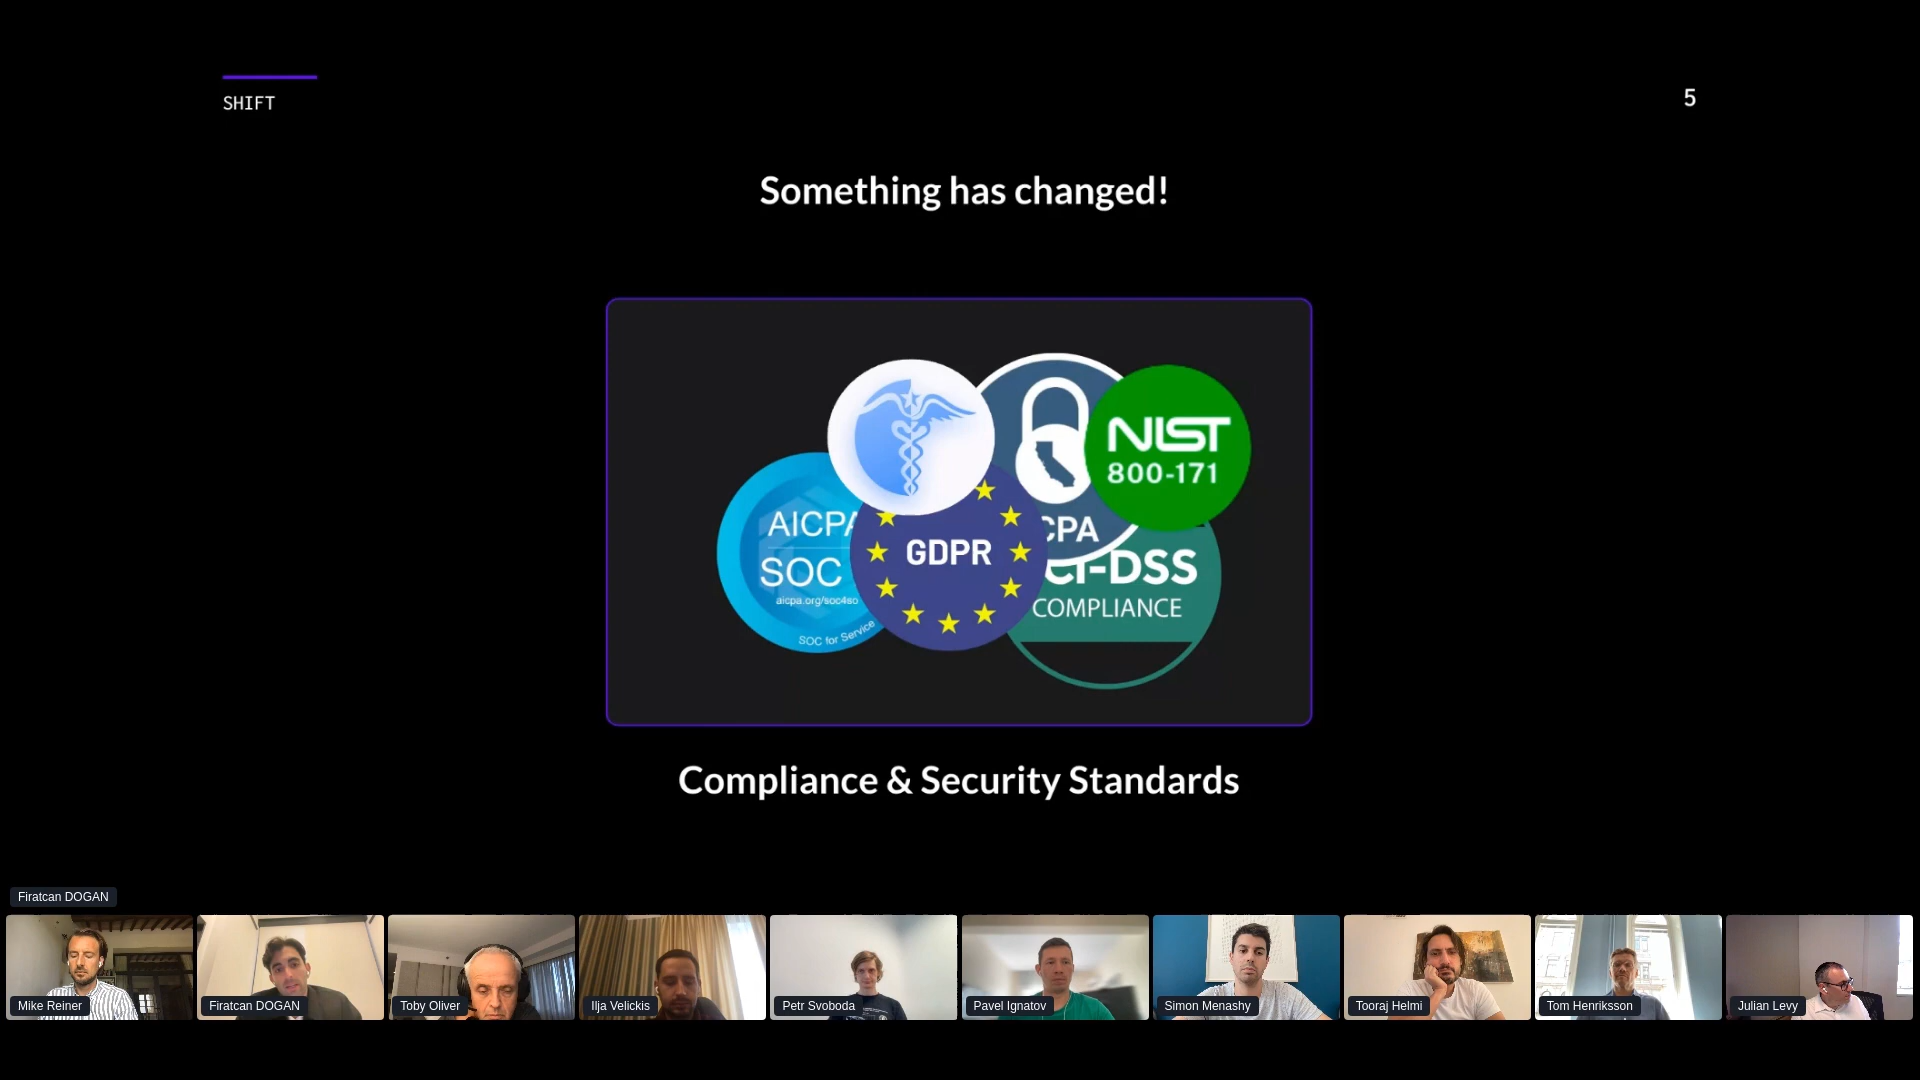 SHIFT
5
Something has changed!
NIST
800-171
AICPA
SOC
aicpa.org/soc4so
SOC for Service
GDPR
CPA
CI-DSS
COMPLIANCE
Compliance & Security Standards
Firatcan DOGAN
Mike Reiner
Firatcan DOGAN
Toby Oliver
Ilja Velickis
Petr Svoboda
Pavel Ignatov
Simon Menashy
Tooraj Helmi
Tom Henriksson
Julian Levy